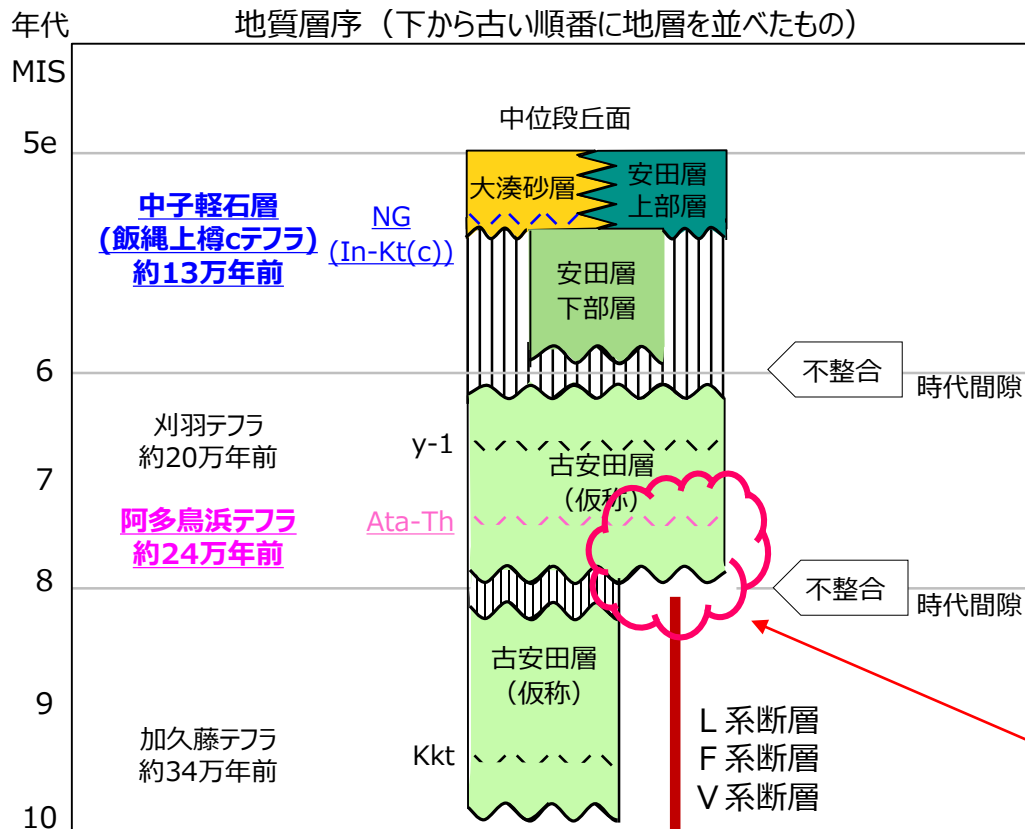 年代
地質層序（下から古い順番に地層を並べたもの）
MIS
中位段丘面
5e
大湊砂層
安田層
上部層
中子軽石層
(飯縄上樽cテフラ)
約13万年前
NG
(In-Kt(c))
安田層
下部層
6
不整合
時代間隙
刈羽テフラ
約20万年前
y-1
7
古安田層
（仮称）
阿多鳥浜テフラ
約24万年前
Ata-Th
8
不整合
時代間隙
古安田層
（仮称）
9
加久藤テフラ
約34万年前
Kkt
L 系断層
F 系断層
V 系断層
10